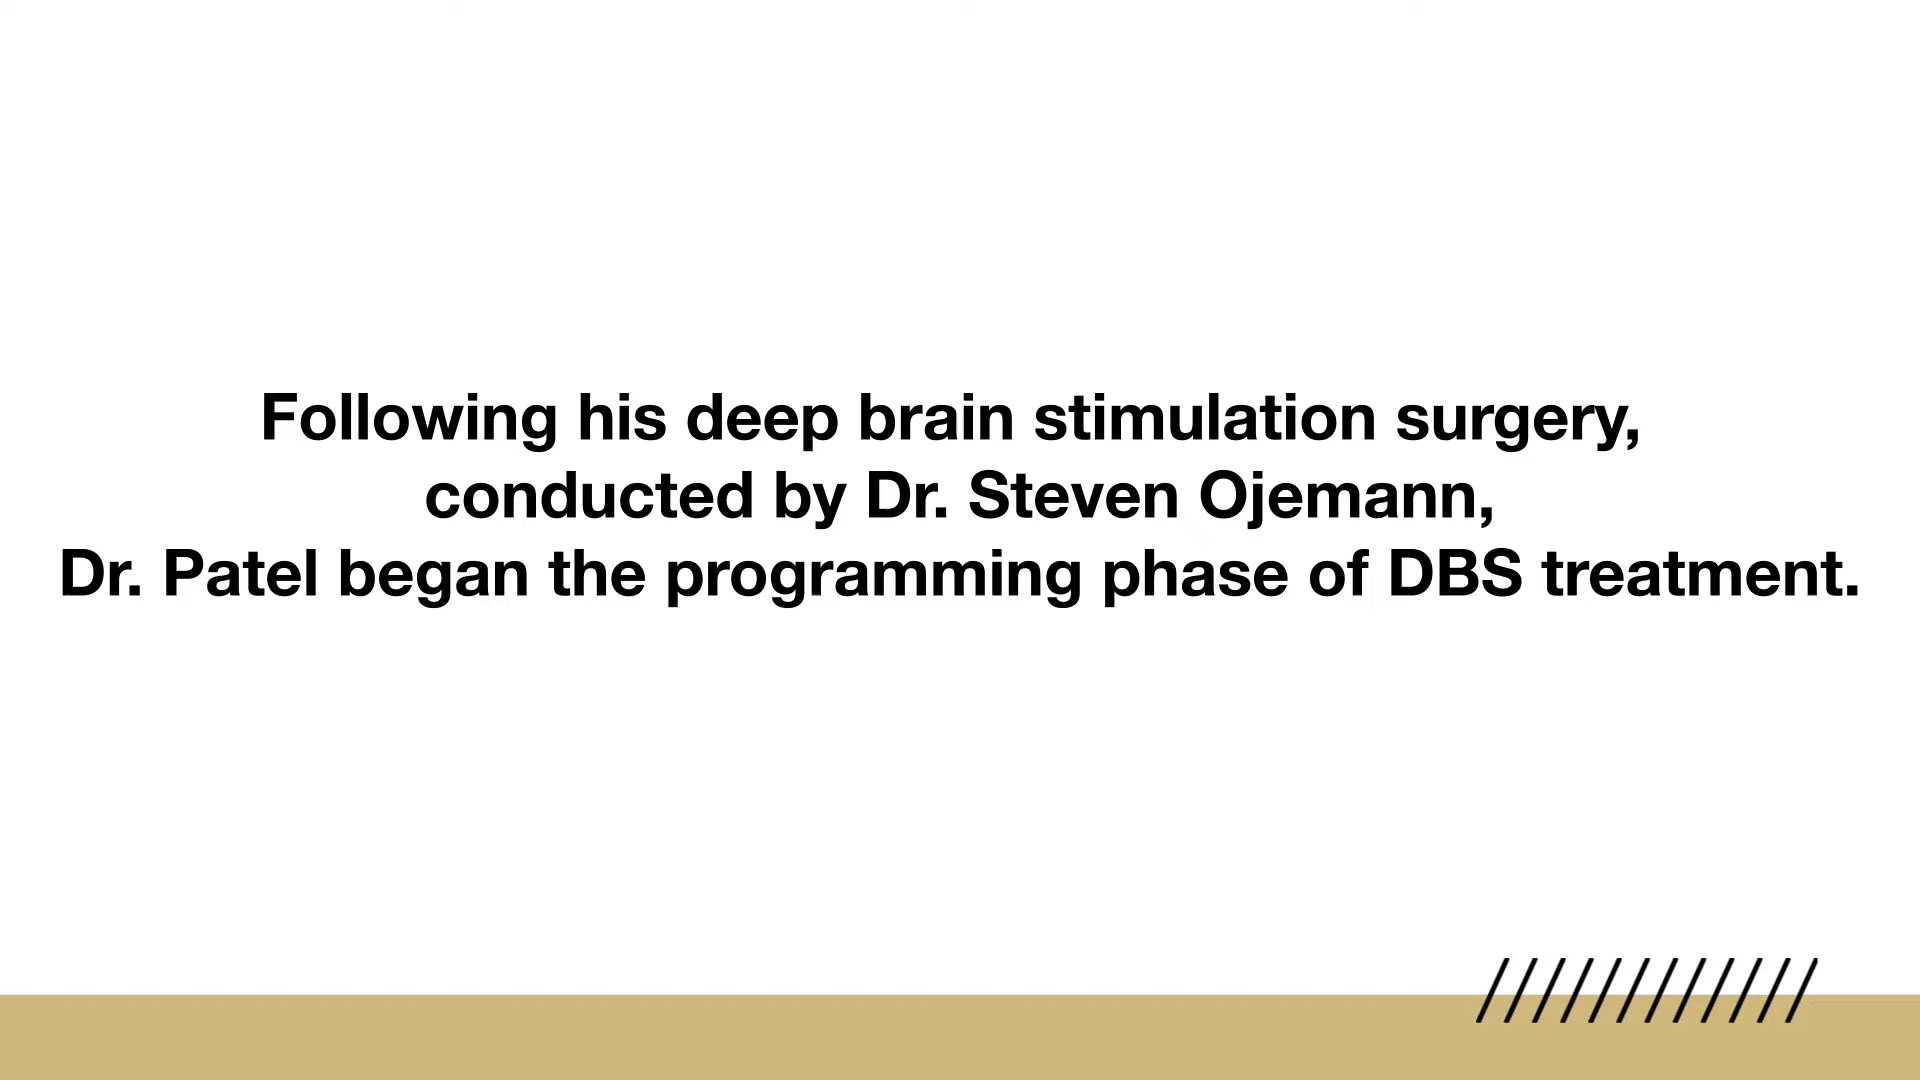 Following his deep brain stimulation surgery,
conducted by Dr. Steven Ojemann,
Dr. Patel began the programming phase of DBS treatment.